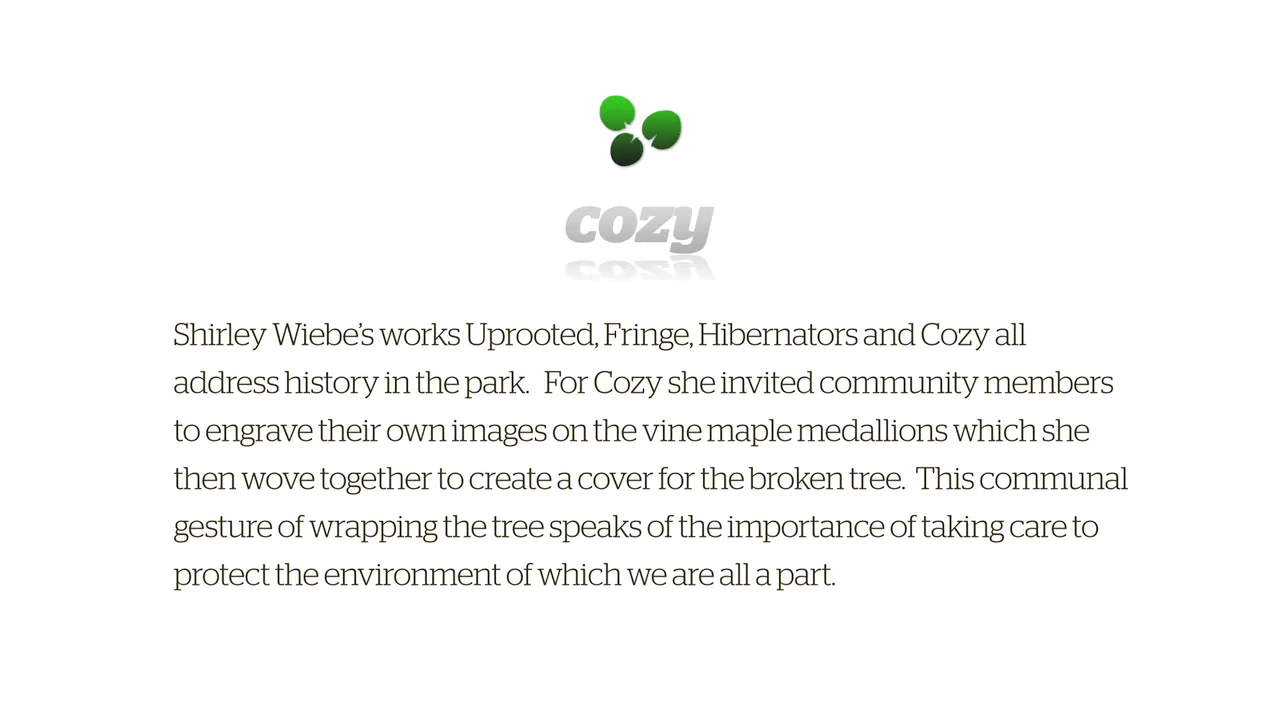 cozy
Shirley Wiebe’s works Uprooted, Fringe, Hibernators and Cozy all
address history in the park.  For Cozy she invited community members
to engrave their own images on the vine maple medallions which she
then wove together to create a cover for the broken tree.  This communal
gesture of wrapping the tree speaks of the importance of taking care to
protect the environment of which we are all a part.